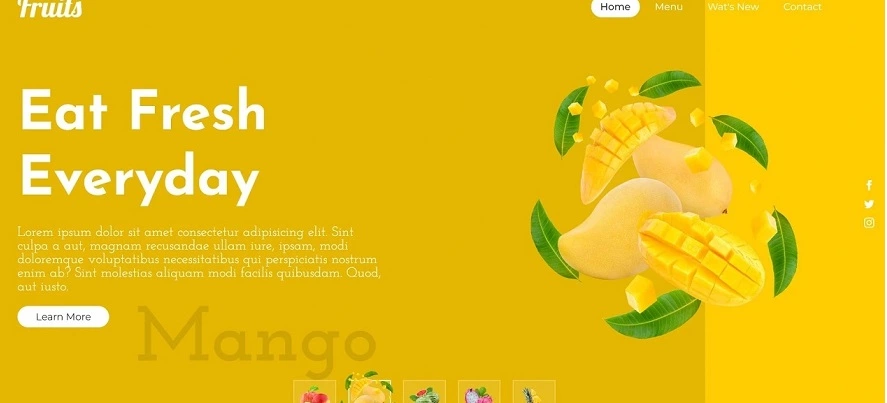 Fruits
Home Menu Wat's New Contact
Eat Fresh
Everyday
Lorem ipsum dolor sit amet consectetur adipisicing elit. Sint
culpa a aut, magnam recusandae ullam iure, ipsam, modi
doloremque voluptatibus necessitatibus qui perspiciatis nostrum
enim ab? Sint molestias aliquam modi facilis quibusdam. Quod,
aut iusto.
Learn More
Mango